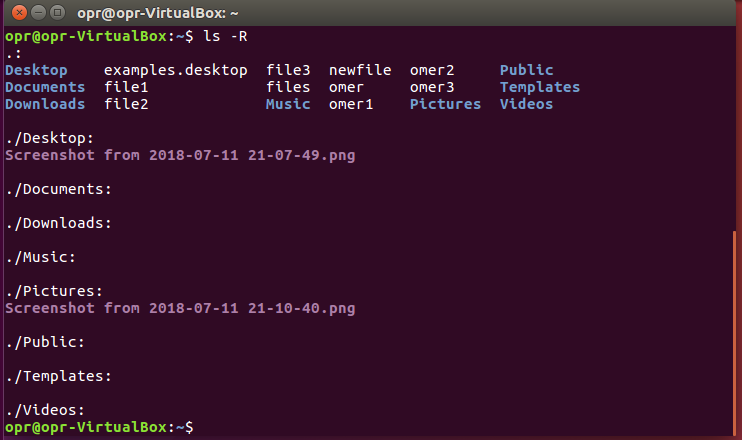 opr@opr-VirtualBox: ~
opr@opr-VirtualBox:~$ ls -R
.:
Desktop    examples.desktop  file3  newfile  omer2     Public
Documents  file1             files  omer     omer3     Templates
Downloads  file2             Music  omer1    Pictures  Videos
./Desktop:
Screenshot from 2018-07-11 21-07-49.png
./Documents:
./Downloads:
./Music:
./Pictures:
Screenshot from 2018-07-11 21-10-40.png
./Public:
./Templates:
./Videos:
opr@opr-VirtualBox:~$